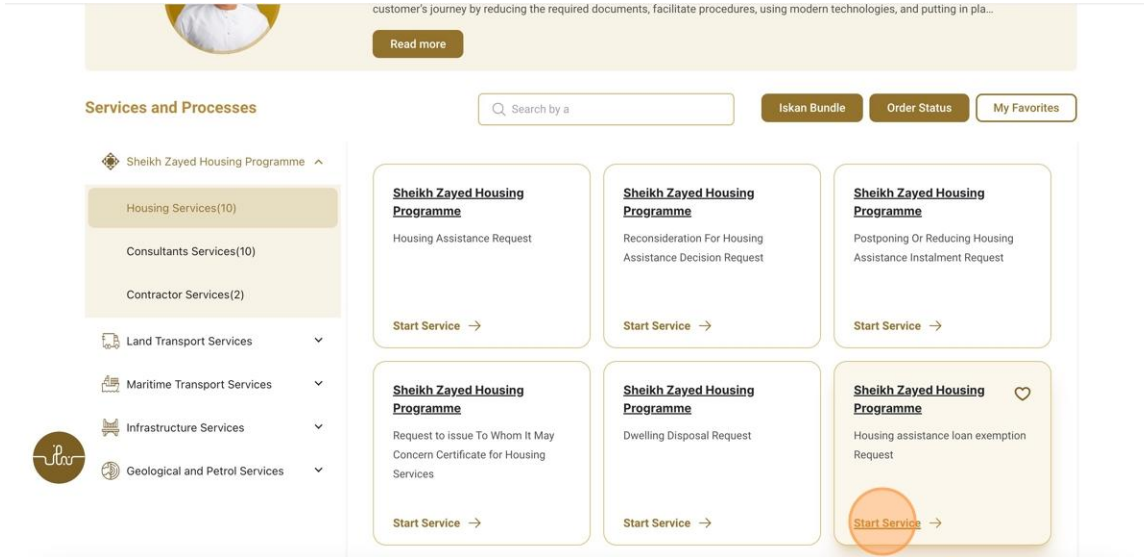 customer's journey by reducing the required documents, facilitate procedures, using modern technologies, and putting in pla...
Read more
Services and Processes
Search by a
Iskan Bundle
Order Status
My Favorites
Sheikh Zayed Housing Programme
Housing Services(10)
Consultants Services(10)
Contractor Services(2)
Land Transport Services
Maritime Transport Services
Infrastructure Services
Geological and Petrol Services
Sheikh Zayed Housing
Programme
Housing Assistance Request
Start Service
Sheikh Zayed Housing
Programme
Reconsideration For Housing
Assistance Decision Request
Start Service
Sheikh Zayed Housing
Programme
Postponing Or Reducing Housing
Assistance Instalment Request
Start Service
Sheikh Zayed Housing
Programme
Request to issue To Whom It May
Concern Certificate for Housing
Services
Start Service
Sheikh Zayed Housing
Programme
Dwelling Disposal Request
Start Service
Sheikh Zayed Housing
Programme
Housing assistance loan exemption
Request
Start Service